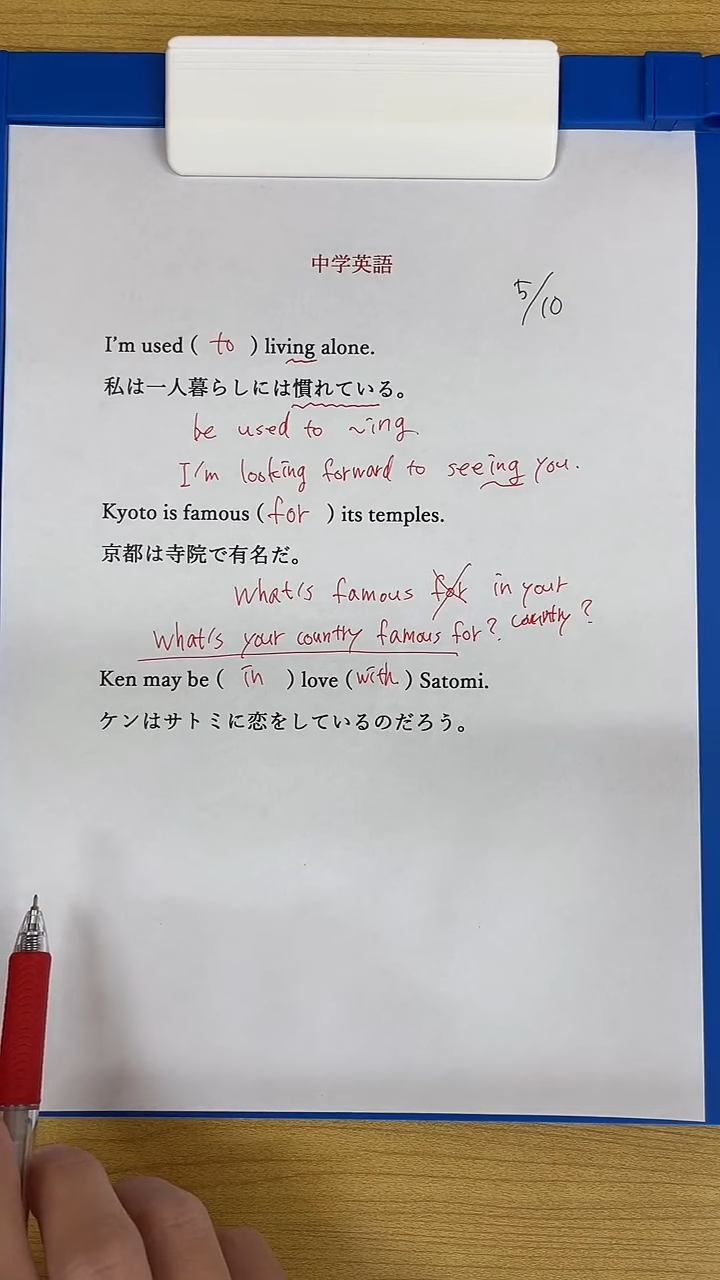 中学英語
5/10
I'm used ( to ) living alone.
私は一人暮らしには慣れている。
be used to ~ing.
I'm looking forward to seeing you.
Kyoto is famous ( for ) its temples.
京都は寺院で有名だ。
What's famous for in your
country?
What's your country famous for?
Ken may be ( in ) love ( with ) Satomi.
ケンはサトミに恋をしているのだろう。